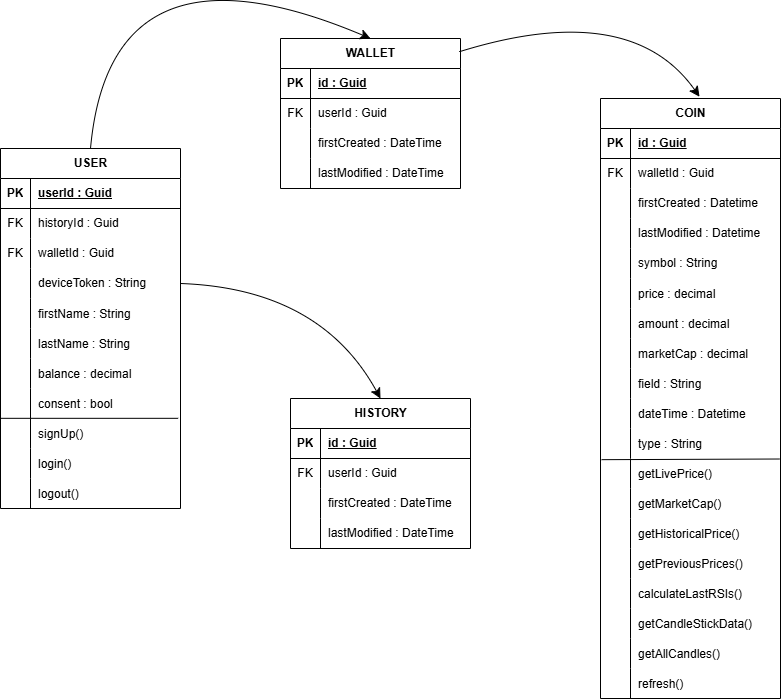 WALLET
PK id : Guid
FK userId : Guid
firstCreated : DateTime
lastModified : DateTime
COIN
PK id : Guid
FK walletId : Guid
firstCreated : Datetime
lastModified : Datetime
symbol : String
price : decimal
amount : decimal
marketCap : decimal
field : String
dateTime : Datetime
type : String
getLivePrice()
getMarketCap()
getHistoricalPrice()
getPreviousPrices()
calculateLastRSIs()
getCandleStickData()
getAllCandles()
refresh()
USER
PK userId : Guid
FK historyId : Guid
FK walletId : Guid
deviceToken : String
firstName : String
lastName : String
balance : decimal
consent : bool
signUp()
login()
logout()
HISTORY
PK id : Guid
FK userId : Guid
firstCreated : DateTime
lastModified : DateTime